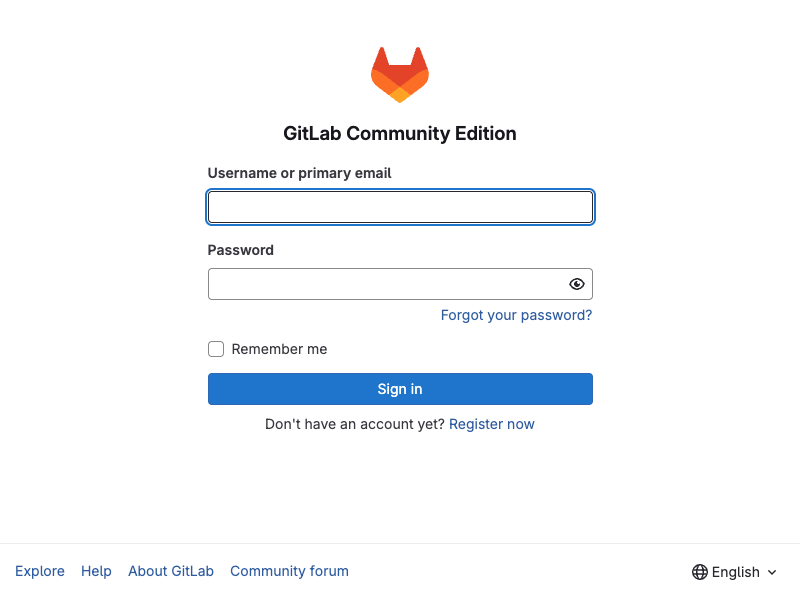 GitLab Community Edition
Username or primary email
Password
Forgot your password?
Remember me
Sign in
Don't have an account yet? Register now
Explore Help About GitLab Community forum English